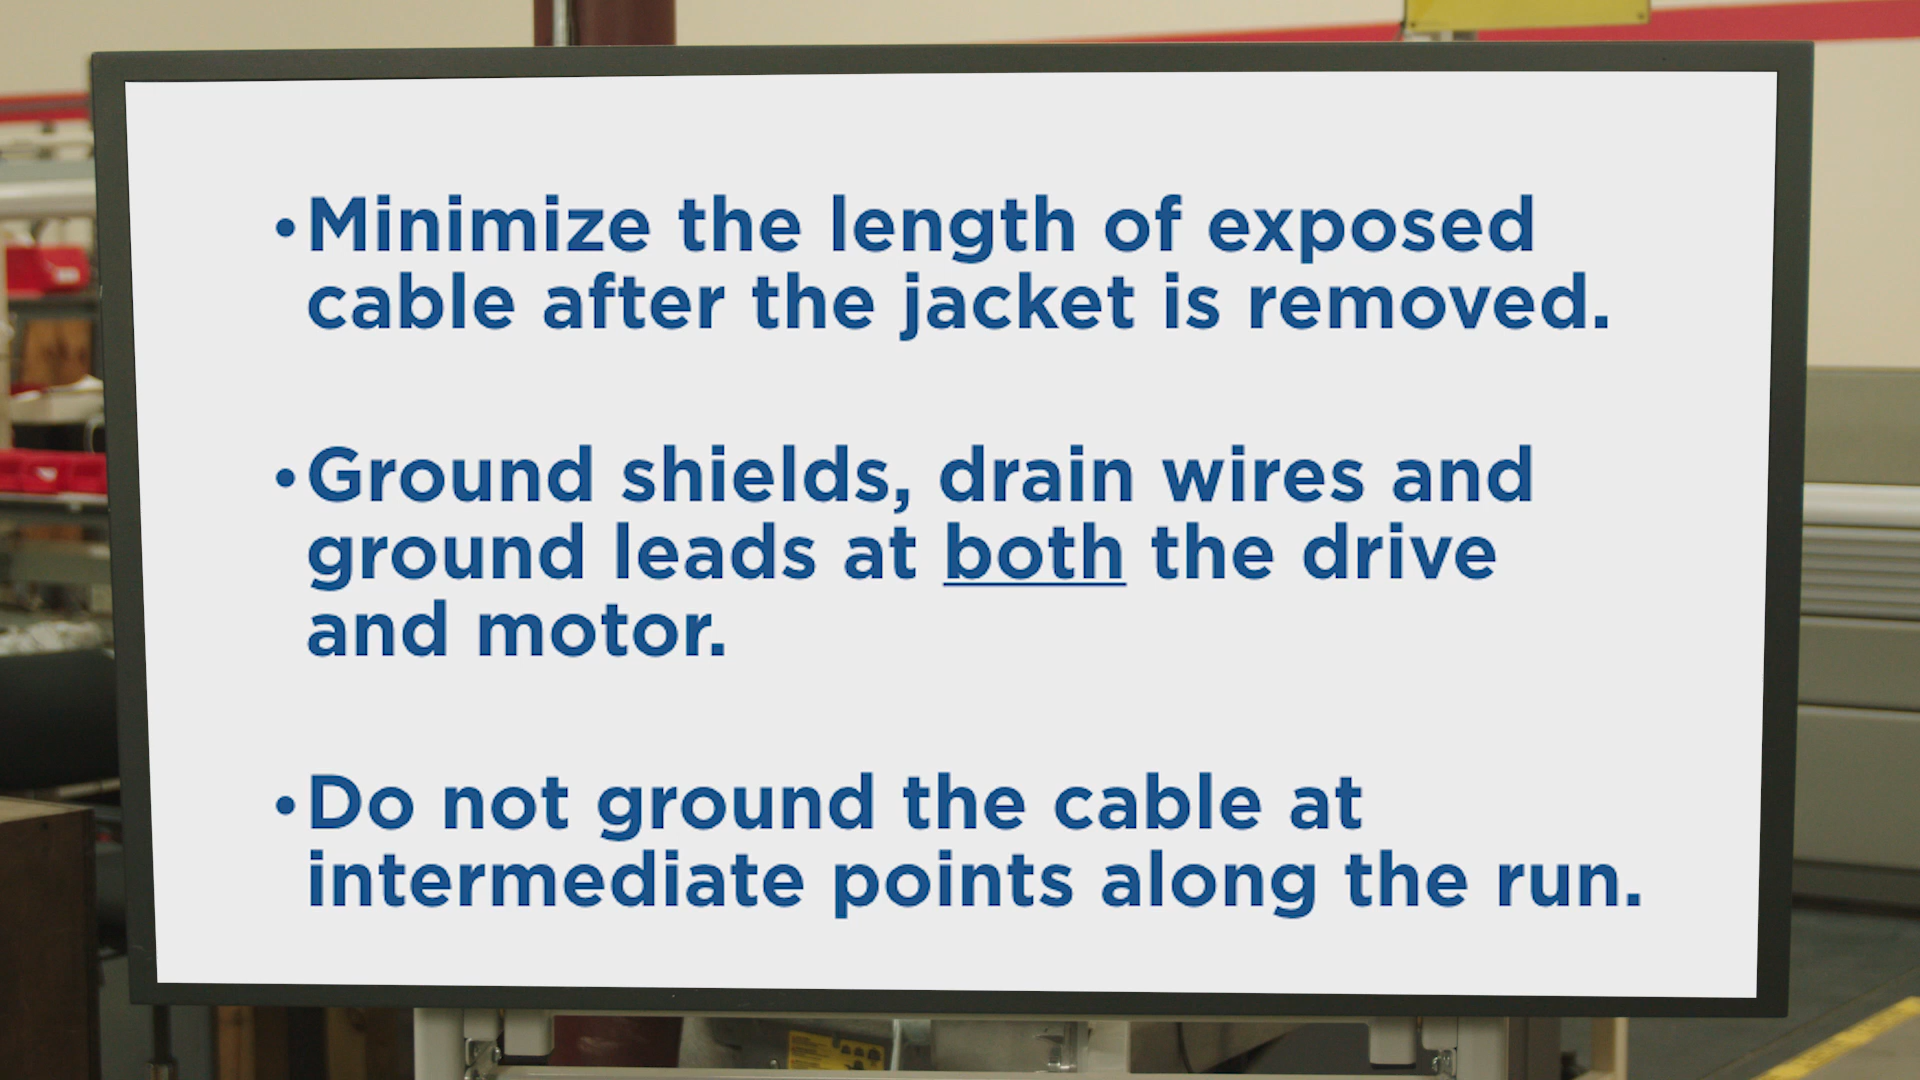 •Minimize the length of exposed
cable after the jacket is removed.
•Ground shields, drain wires and
ground leads at both the drive
and motor.
•Do not ground the cable at
intermediate points along the run.